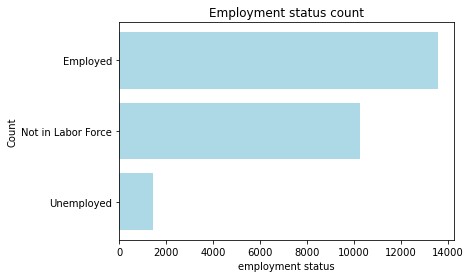 Employment status count
Count
Employed
Not in Labor Force
Unemployed
0 2000 4000 6000 8000 10000 12000 14000
employment status